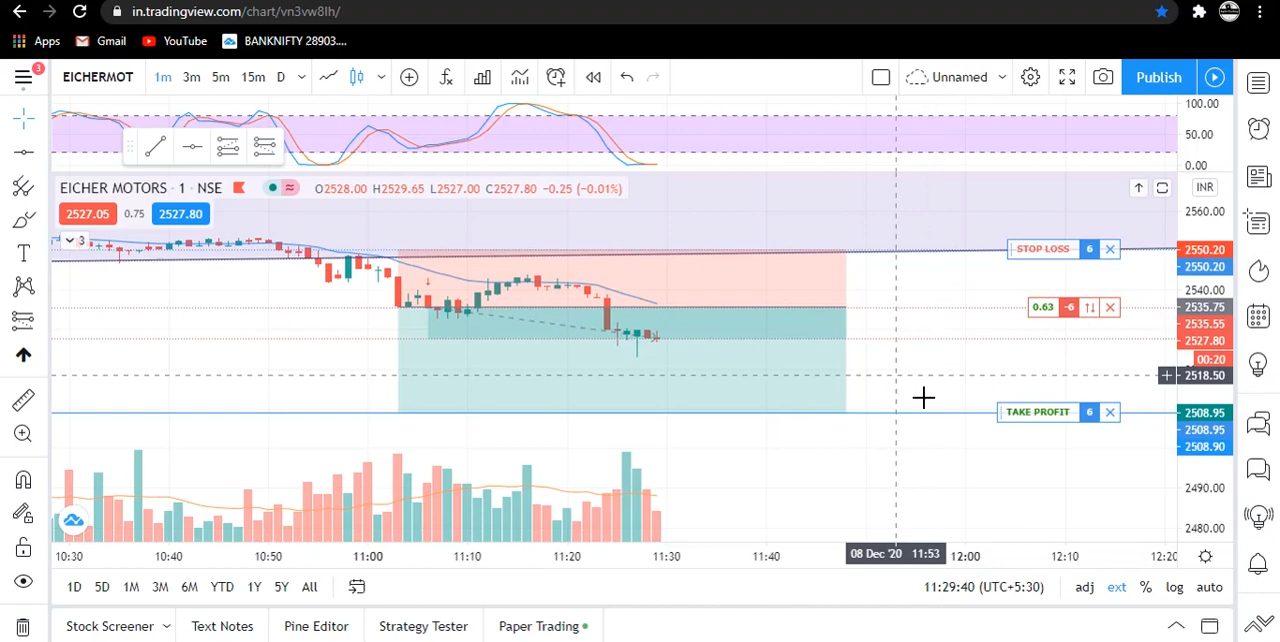 in.tradingview.com/chart/vn3vw8Ih/
Apps Gmail YouTube BANKNIFTY 28903....
3
EICHERMOT 1m 3m 5m 15m D Unnamed Publish
100.00
50.00
0.00
EICHER MOTORS · 1 · NSE O2528.00 H2529.65 L2527.00 C2527.80 −0.25 (−0.01%)
INR
2527.05 0.75 2527.80
3
2560.00
STOP LOSS 6
2550.20
2550.20
2540.00
0.63 -6
2535.75
2535.55
2527.80
00:20
2518.50
TAKE PROFIT 6
2508.95
2508.95
2508.90
2490.00
2480.00
10:30 10:40 10:50 11:00 11:10 11:20 11:30 11:40 08 Dec '20 11:53 12:00 12:10 12:20
1D 5D 1M 3M 6M YTD 1Y 5Y All 11:29:40 (UTC+5:30) adj ext % log auto
Stock Screener Text Notes Pine Editor Strategy Tester Paper Trading